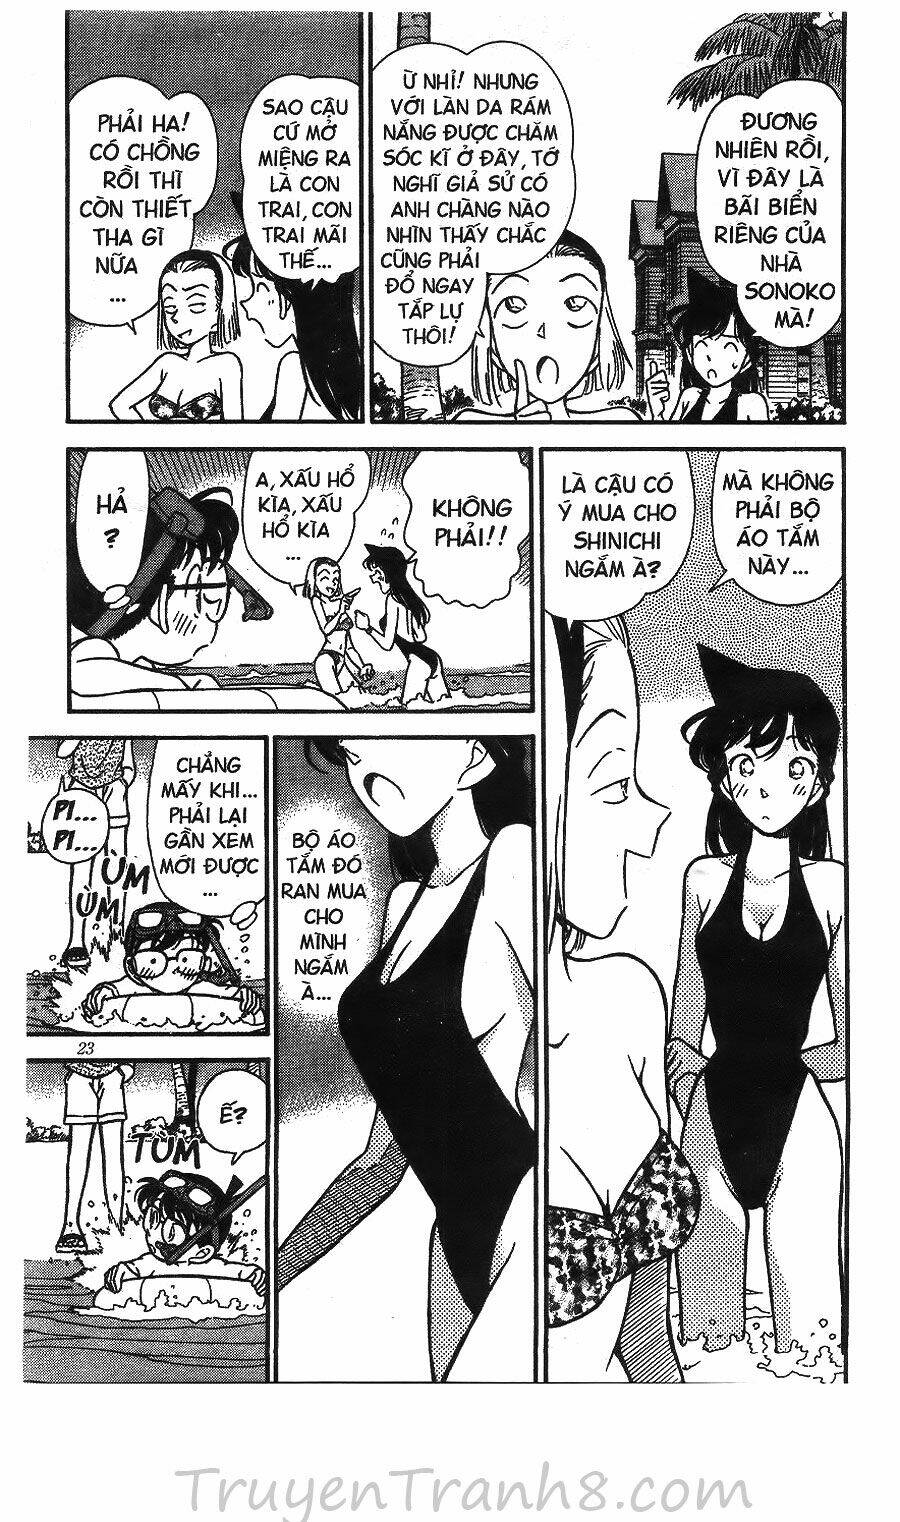 ĐƯƠNG
NHIÊN RỒI,
VÌ ĐÂY LÀ
BÃI BIỂN
RIÊNG CỦA
NHÀ
SONOKO
MÀ!
Ừ NHỈ! NHƯNG
VỚI LÀN DA RÁM
NẮNG ĐƯỢC CHĂM
SÓC KĨ Ở ĐÂY, TỚ
NGHĨ GIẢ SỬ CÓ
ANH CHÀNG NÀO
NHÌN THẤY CHẮC
CŨNG PHẢI
ĐỔ NGAY
TẮP LỰ
THÔI!
SAO CẬU
CỨ MỞ
MIỆNG RA
LÀ CON
TRAI, CON
TRAI MÃI
THẾ...
PHẢI HA!
CÓ CHỒNG
RỒI THÌ
CÒN THIẾT
THA GÌ
NỮA
...
MÀ KHÔNG
PHẢI BỘ
ÁO TẮM
NÀY...
LÀ CẬU CÓ
Ý MUA CHO
SHINICHI
NGẮM À?
KHÔNG
PHẢI!!
A, XẤU HỔ
KÌA, XẤU
HỔ KÌA
...
HẢ
?
BỘ ÁO
TẮM ĐÓ
RAN MUA
CHO
MÌNH
NGẮM
À...
CHẲNG
MẤY KHI...
PHẢI LẠI
GẦN XEM
MỚI ĐƯỢC
...
PI...
PI...
ÙM
ÙM
23
Ế?
TÙM
TruyenTranh8.com